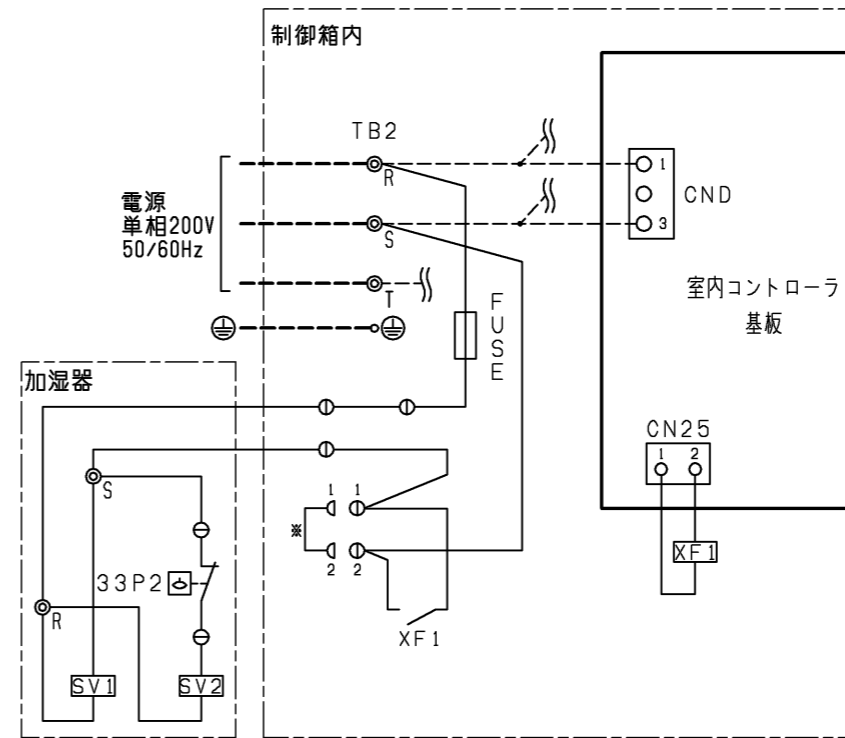 制御箱内
TB2
R
S
T
電源
単相200V
50/60Hz
1
3
CND
室内コントローラ
基板
FUSE
加湿器
CN25
1 2
XF1
S
33P2
R
SV1
SV2
1 1
※
2 2
XF1